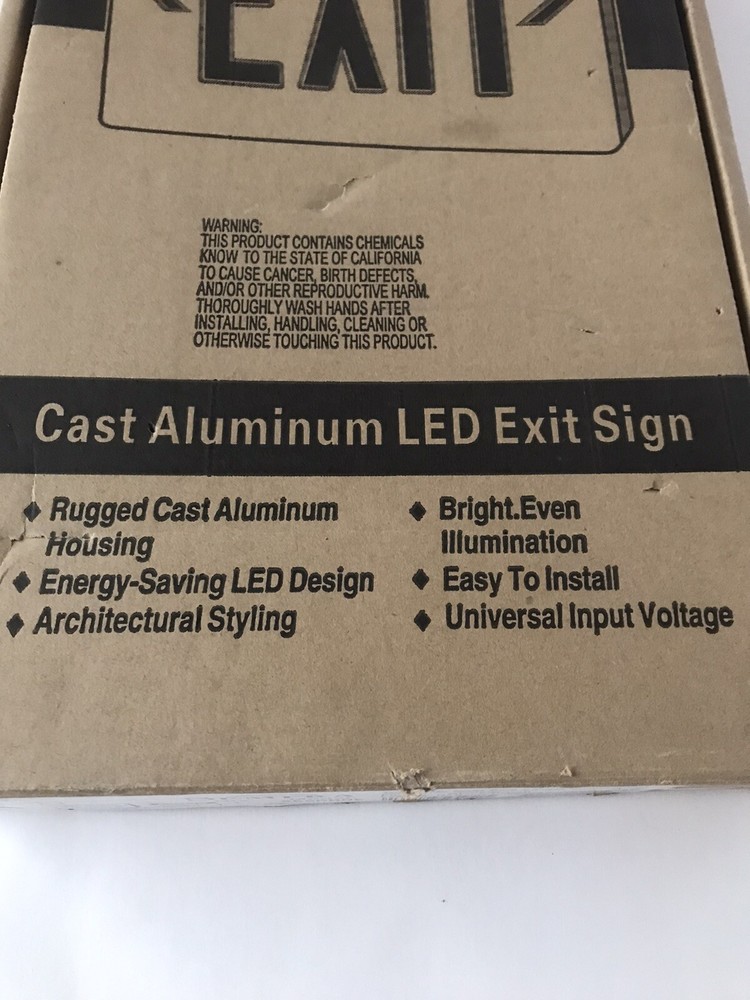 EXIT
WARNING:
THIS PRODUCT CONTAINS CHEMICALS
KNOW TO THE STATE OF CALIFORNIA
TO CAUSE CANCER, BIRTH DEFECTS,
AND/OR OTHER REPRODUCTIVE HARM.
THOROUGHLY WASH HANDS AFTER
INSTALLING, HANDLING, CLEANING OR
OTHERWISE TOUCHING THIS PRODUCT.
Cast Aluminum LED Exit Sign
◆ Rugged Cast Aluminum
Housing
◆ Energy-Saving LED Design
◆ Architectural Styling
◆ Bright.Even
Illumination
◆ Easy To Install
◆ Universal Input Voltage